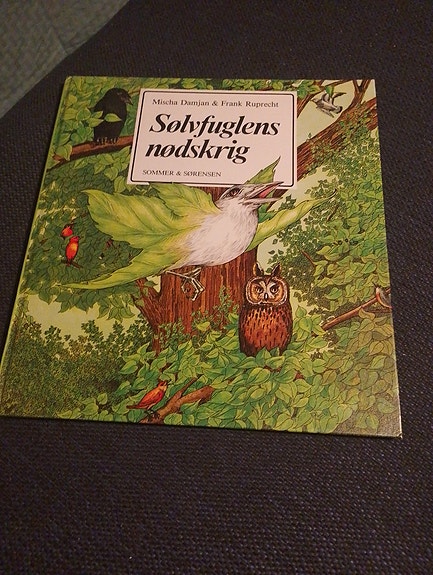 Mischa Damjan & Frank Ruprecht
Sølvfuglens
nødskrig
SOMMER & SØRENSEN